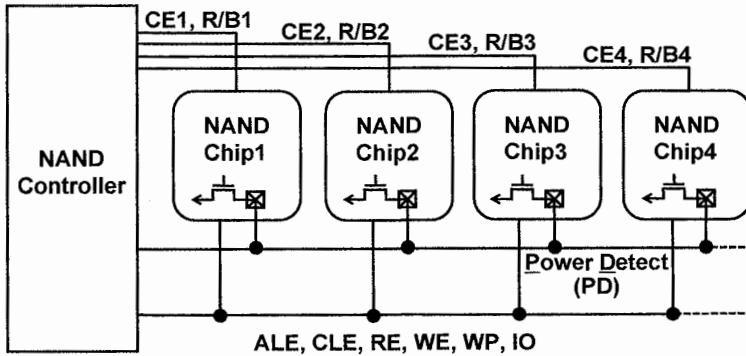 CE1, R/B1
CE2, R/B2
CE3, R/B3
CE4, R/B4
NAND
Controller
NAND
Chip1
NAND
Chip2
NAND
Chip3
NAND
Chip4
Power Detect
(PD)
ALE, CLE, RE, WE, WP, IO